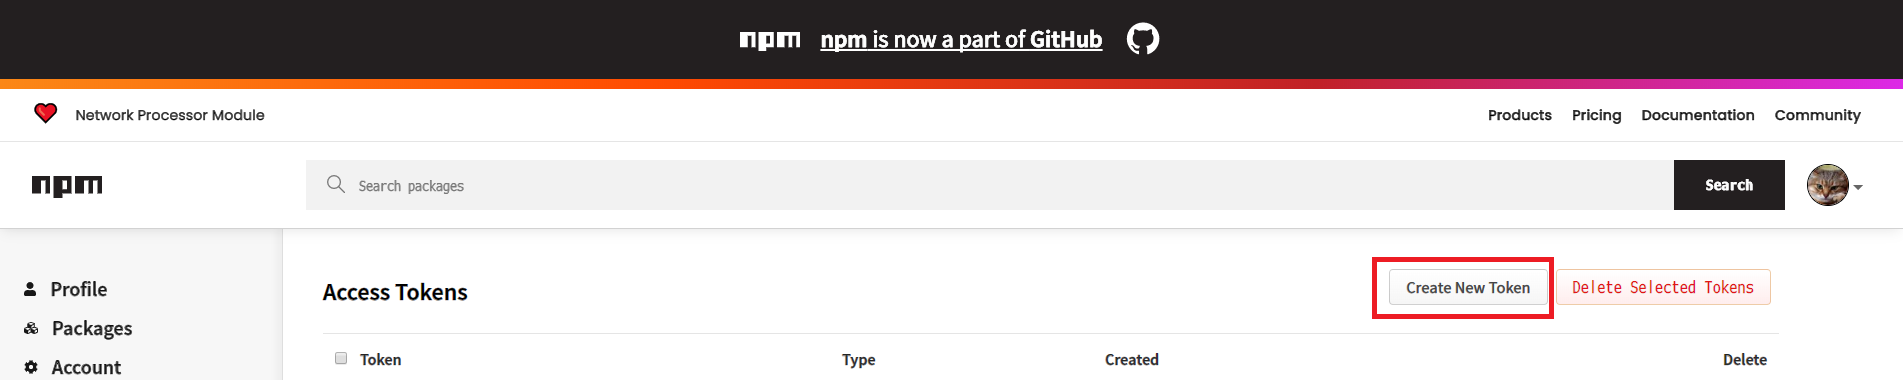 npm npm is now a part of GitHub
Network Processor Module
Products Pricing Documentation Community
npm Search packages Search
Profile
Packages
Account
Access Tokens Create New Token Delete Selected Tokens
Token Type Created Delete